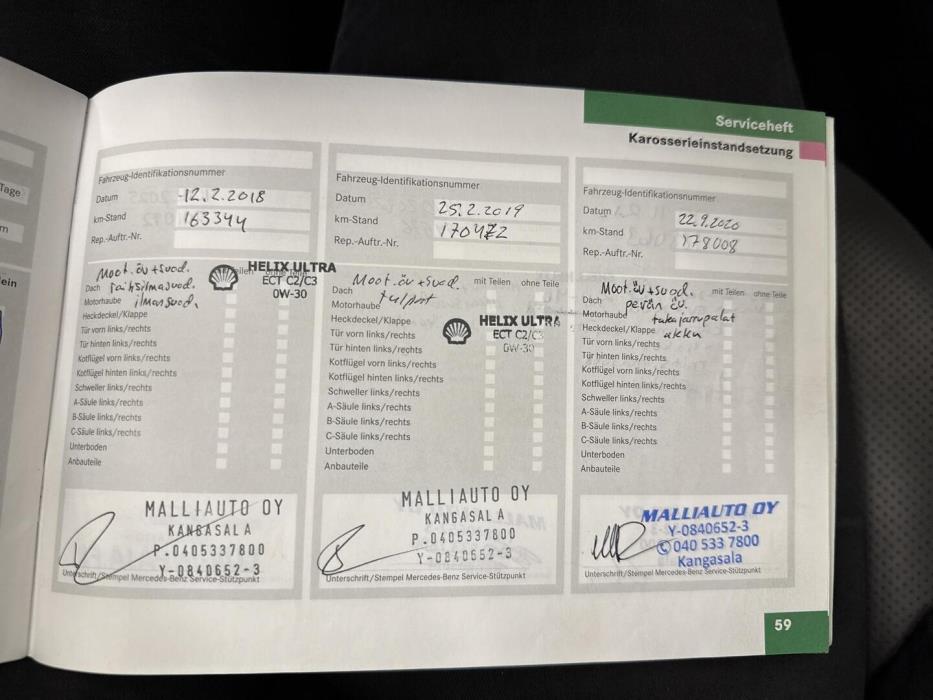 Tage
m
ein
Serviceheft
Karosserieinstandsetzung
Fahrzeug-Identifikationsnummer
Datum 12.2.2018
km-Stand 163344
Rep.-Auftr.-Nr.
Moot.öv+suod.
HELIX ULTRA
ECT C2/C3
0W-30
Dach raitisilmasuod.
Motorhaube ilmansuod.
Heckdeckel/Klappe
Tür vorn links/rechts
Tür hinten links/rechts
Kotflügel vorn links/rechts
Kotflügel hinten links/rechts
Schweller links/rechts
A-Säule links/rechts
B-Säule links/rechts
C-Säule links/rechts
Unterboden
Anbauteile
MALLIAUTO OY
KANGASALA
P.0405337800
Y-0840652-3
Unterschrift/Stempel Mercedes-Benz Service-Stützpunkt
Fahrzeug-Identifikationsnummer
Datum 25.2.2019
km-Stand 170472
Rep.-Auftr.-Nr.
Moot.öv+suod. mit Teilen ohne Teile
Dach
Motorhaube
Heckdeckel/Klappe
HELIX ULTRA
ECT C2/C3
0W-30
Tür vorn links/rechts
Tür hinten links/rechts
Kotflügel vorn links/rechts
Kotflügel hinten links/rechts
Schweller links/rechts
A-Säule links/rechts
B-Säule links/rechts
C-Säule links/rechts
Unterboden
Anbauteile
MALLIAUTO OY
KANGASALA
P.0405337800
Y-0840652-3
Unterschrift/Stempel Mercedes-Benz Service-Stützpunkt
Fahrzeug-Identifikationsnummer
Datum 22.9.2020
km-Stand 178008
Rep.-Auftr.-Nr.
Moot.öv+suod. mit Teilen ohne Teile
Dach perän öv.
Motorhaube takajarrupalat
Heckdeckel/Klappe akku
Tür vorn links/rechts
Tür hinten links/rechts
Kotflügel vorn links/rechts
Kotflügel hinten links/rechts
Schweller links/rechts
A-Säule links/rechts
B-Säule links/rechts
C-Säule links/rechts
Unterboden
Anbauteile
MALLIAUTO OY
Y-0840652-3
040 533 7800
Kangasala
Unterschrift/Stempel Mercedes-Benz Service-Stützpunkt
59